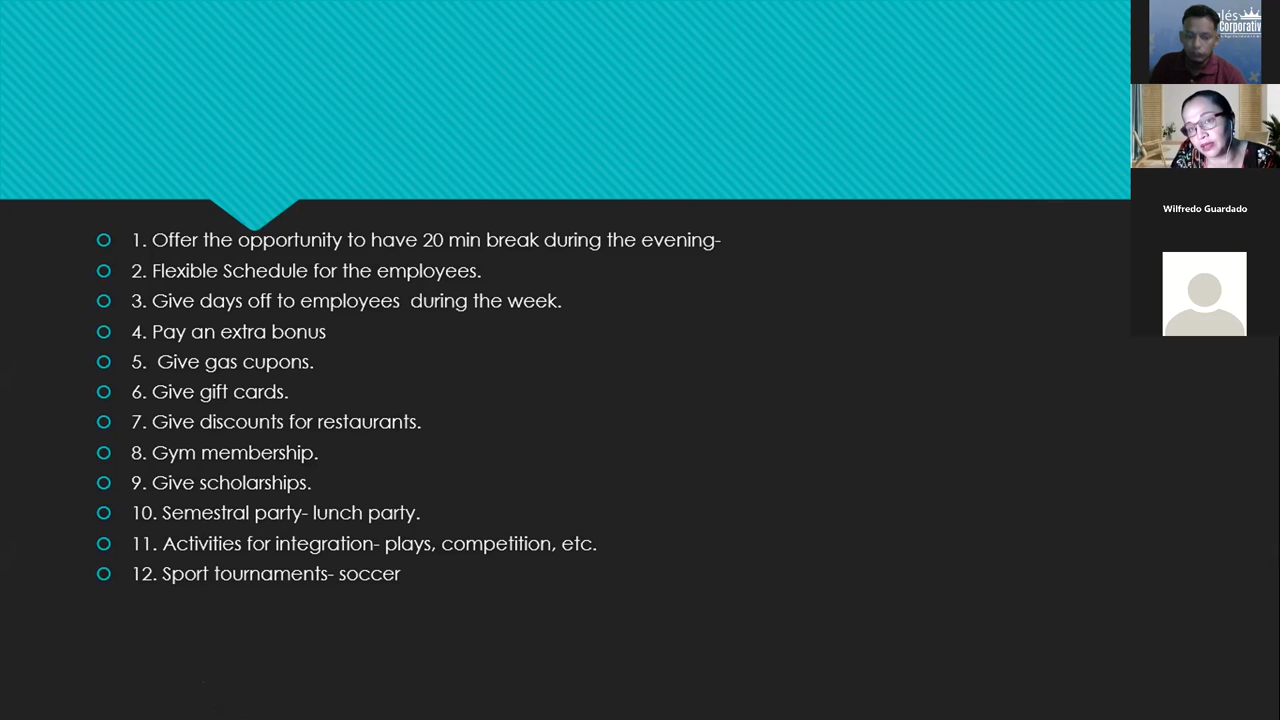 1. Offer the opportunity to have 20 min break during the evening-
2. Flexible Schedule for the employees.
3. Give days off to employees  during the week.
4. Pay an extra bonus
5.  Give gas cupons.
6. Give gift cards.
7. Give discounts for restaurants.
8. Gym membership.
9. Give scholarships.
10. Semestral party- lunch party.
11. Activities for integration- plays, competition, etc.
12. Sport tournaments- soccer
lés
Corporativ
Wilfredo Guardado